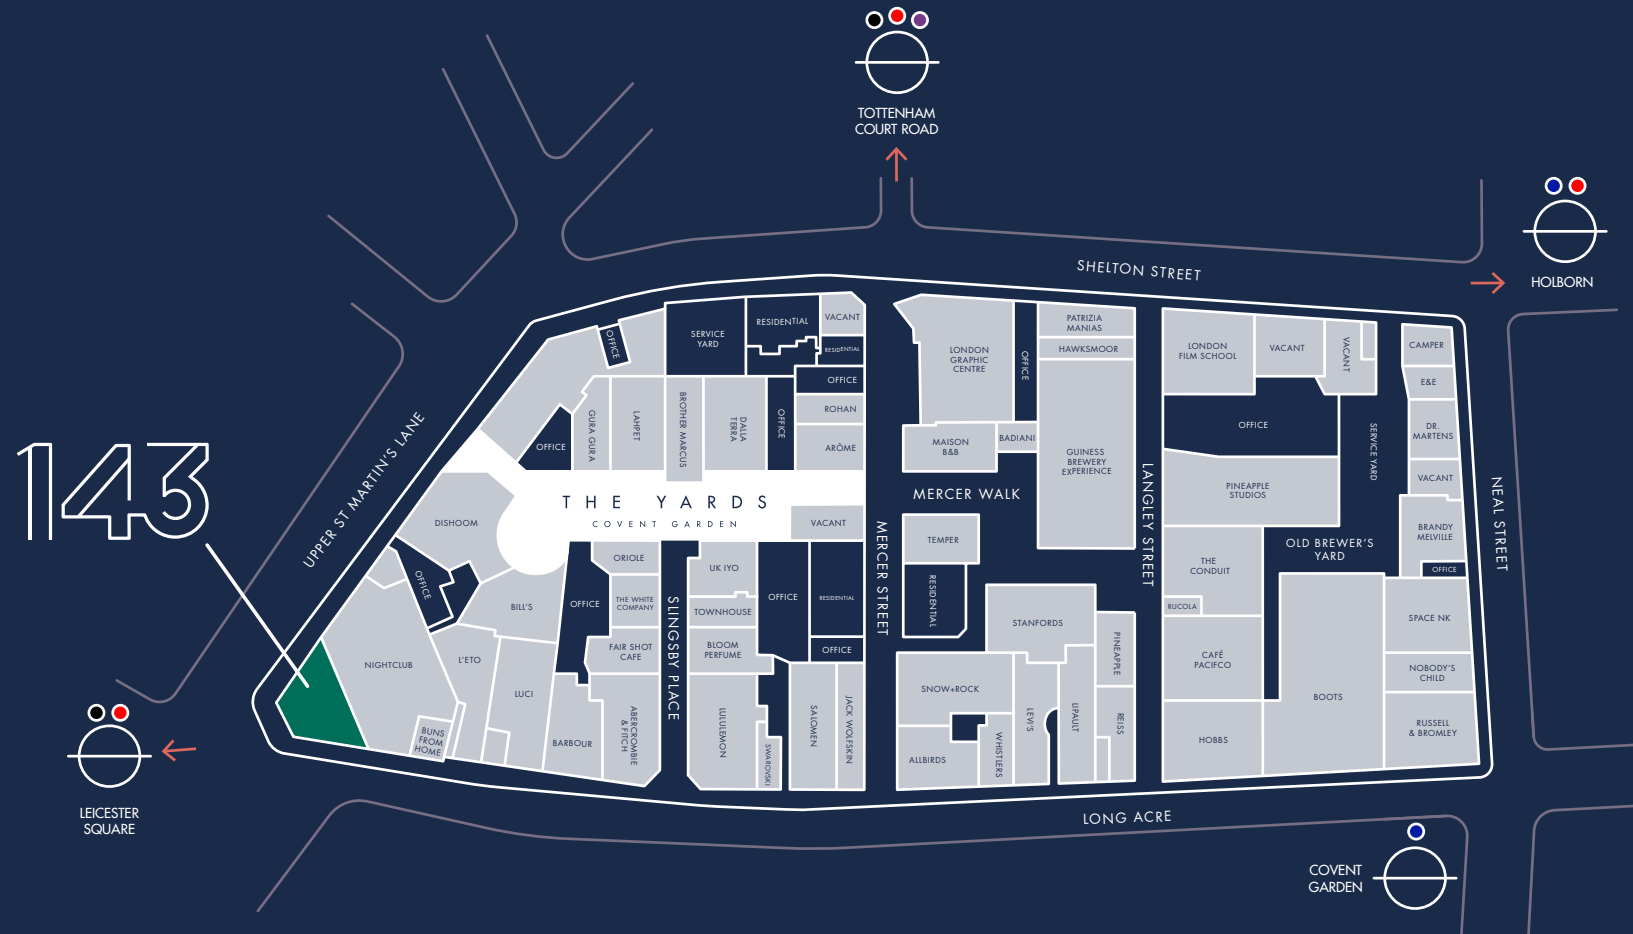 TOTTENHAM
COURT ROAD
HOLBORN
SHELTON STREET
143
UPPER ST MARTIN'S LANE
OFFICE
SERVICE
YARD
RESIDENTIAL
VACANT
RESIDENTIAL
OFFICE
ROHAN
ARÔME
OFFICE
GURA GURA
LAHPET
BROTHER MARCUS
DALLA
TERRA
OFFICE
THE YARDS
COVENT GARDEN
VACANT
DISHOOM
OFFICE
BILL'S
OFFICE
ORIOLE
THE WHITE
COMPANY
FAIR SHOT
CAFE
ABERCROMBIE
& FITCH
BARBOUR
LUCI
L'ETO
NIGHTCLUB
BUNS
FROM
HOME
SLINGSBY PLACE
UK IYO
TOWNHOUSE
BLOOM
PERFUME
LULULEMON
SWAROVSKI
OFFICE
RESIDENTIAL
OFFICE
SALOMEN
JACK WOLFSKIN
MERCER STREET
LONDON
GRAPHIC
CENTRE
OFFICE
PATRIZIA
MANIAS
HAWKSMOOR
GUINESS
BREWERY
EXPERIENCE
MAISON
B&B
BADIANI
MERCER WALK
TEMPER
RESIDENTIAL
STANFORDS
PINEAPPLE
SNOW+ROCK
ALLBIRDS
WHISTLERS
LEVI'S
LIPAULT
REISS
LANGLEY STREET
LONDON
FILM SCHOOL
VACANT
VACANT
OFFICE
SERVICE YARD
PINEAPPLE
STUDIOS
OLD BREWER'S
YARD
THE
CONDUIT
RUCOLA
CAFÉ
PACIFCO
HOBBS
BOOTS
CAMPER
E&E
DR.
MARTENS
VACANT
BRANDY
MELVILLE
OFFICE
SPACE NK
NOBODY'S
CHILD
RUSSELL
& BROMLEY
NEAL STREET
LONG ACRE
LEICESTER
SQUARE
COVENT
GARDEN